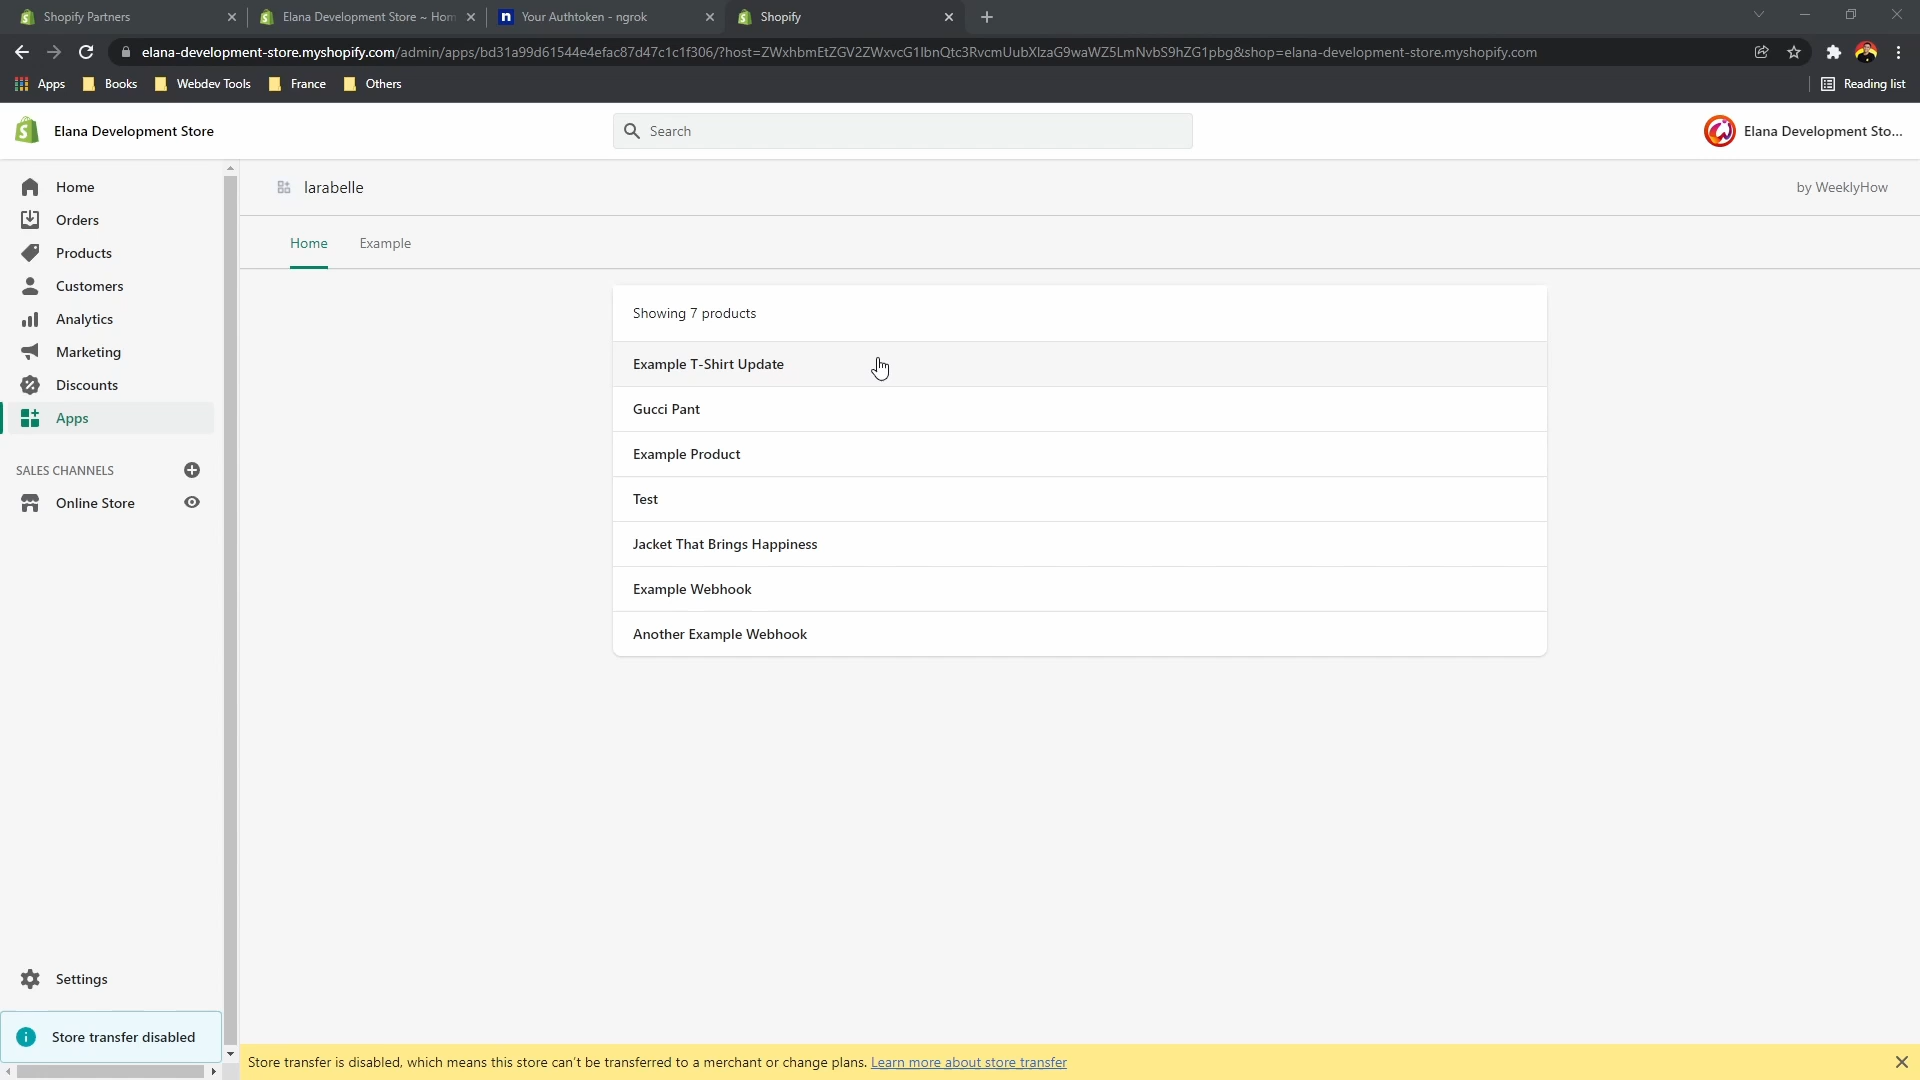 Shopify Partners
Elana Development Store ~ Hom
Your Authtoken - ngrok
Shopify
elana-development-store.myshopify.com/admin/apps/bd31a99d61544e4efac87d47c1c1f306/?host=ZWxhbmEtZGV2ZWxvcG1lbnQtc3RvcmUubXlzaG9waWZ5LmNvbS9hZG1pbg&shop=elana-development-store.myshopify.com
Apps
Books
Webdev Tools
France
Others
Reading list
Elana Development Store
Search
Elana Development Sto...
Home
Orders
Products
Customers
Analytics
Marketing
Discounts
Apps
SALES CHANNELS
Online Store
Settings
Store transfer disabled
larabelle
by WeeklyHow
Home
Example
Showing 7 products
Example T-Shirt Update
Gucci Pant
Example Product
Test
Jacket That Brings Happiness
Example Webhook
Another Example Webhook
Store transfer is disabled, which means this store can't be transferred to a merchant or change plans. Learn more about store transfer